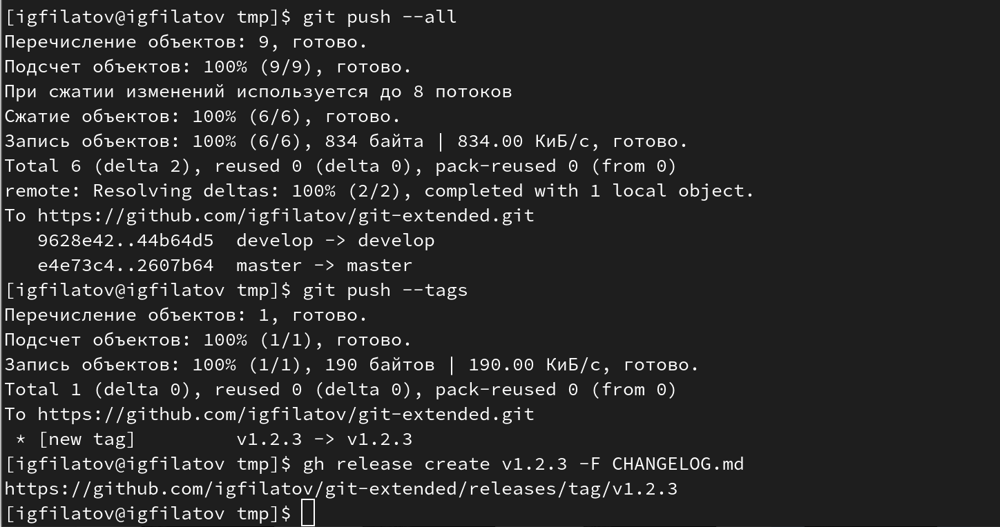 [igfilatov@igfilatov tmp]$ git push --all
Перечисление объектов: 9, готово.
Подсчет объектов: 100% (9/9), готово.
При сжатии изменений используется до 8 потоков
Сжатие объектов: 100% (6/6), готово.
Запись объектов: 100% (6/6), 834 байта | 834.00 КиБ/с, готово.
Total 6 (delta 2), reused 0 (delta 0), pack-reused 0 (from 0)
remote: Resolving deltas: 100% (2/2), completed with 1 local object.
To https://github.com/igfilatov/git-extended.git
   9628e42..44b64d5  develop -> develop
   e4e73c4..2607b64  master -> master
[igfilatov@igfilatov tmp]$ git push --tags
Перечисление объектов: 1, готово.
Подсчет объектов: 100% (1/1), готово.
Запись объектов: 100% (1/1), 190 байтов | 190.00 КиБ/с, готово.
Total 1 (delta 0), reused 0 (delta 0), pack-reused 0 (from 0)
To https://github.com/igfilatov/git-extended.git
 * [new tag]         v1.2.3 -> v1.2.3
[igfilatov@igfilatov tmp]$ gh release create v1.2.3 -F CHANGELOG.md
https://github.com/igfilatov/git-extended/releases/tag/v1.2.3
[igfilatov@igfilatov tmp]$